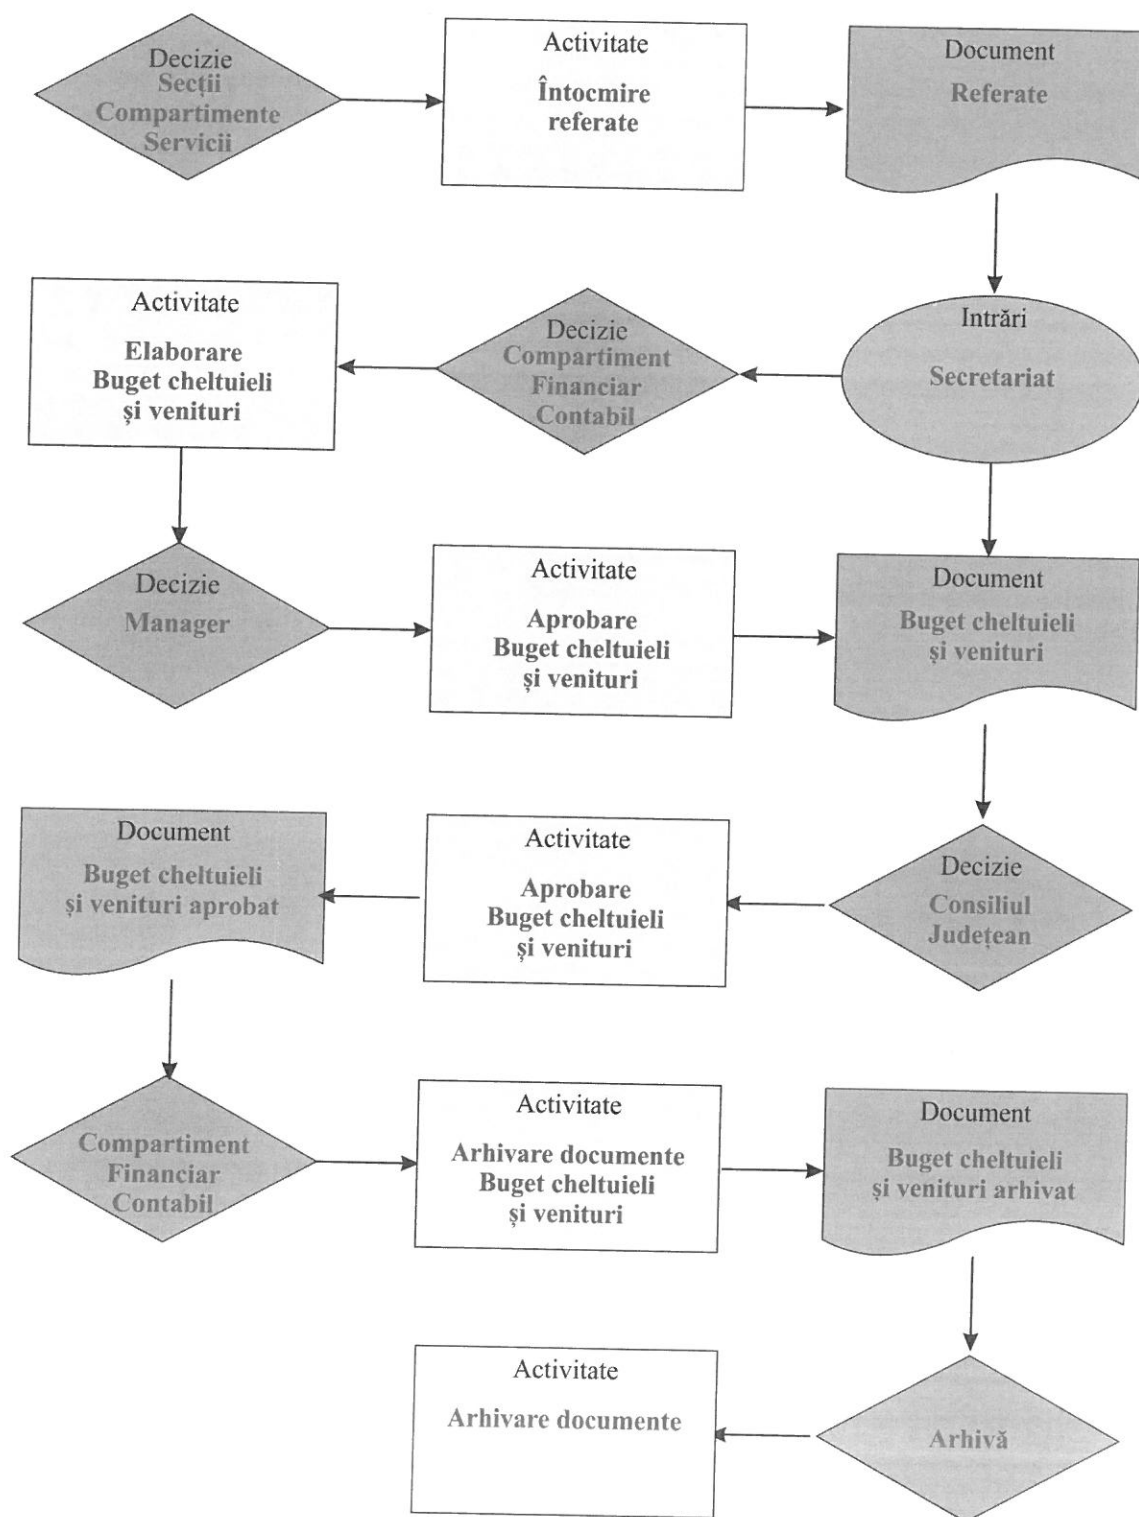 Decizie
Secții
Compartimente
Servicii
Activitate
Întocmire
referate
Document
Referate
Activitate
Elaborare
Buget cheltuieli
și venituri
Decizie
Compartiment
Financiar
Contabil
Intrări
Secretariat
Decizie
Manager
Activitate
Aprobare
Buget cheltuieli
și venituri
Document
Buget cheltuieli
și venituri
Document
Buget cheltuieli
și venituri aprobat
Activitate
Aprobare
Buget cheltuieli
și venituri
Decizie
Consiliul
Județean
Compartiment
Financiar
Contabil
Activitate
Arhivare documente
Buget cheltuieli
și venituri
Document
Buget cheltuieli
și venituri arhivat
Activitate
Arhivare documente
Arhivă